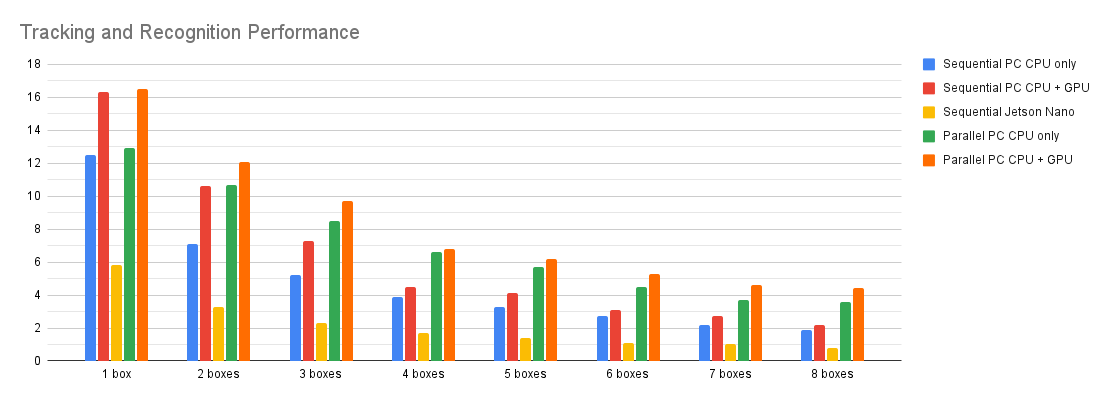 Tracking and Recognition Performance
18
16
14
12
10
8
6
4
2
0
1 box
2 boxes
3 boxes
4 boxes
5 boxes
6 boxes
7 boxes
8 boxes
Sequential PC CPU only
Sequential PC CPU + GPU
Sequential Jetson Nano
Parallel PC CPU only
Parallel PC CPU + GPU